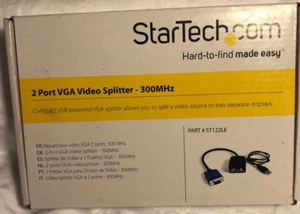 StarTech.com
Hard-to-find made easy™
2 Port VGA Video Splitter - 300MHz
Compact USB-powered VGA splitter allows you to split a video source to two separate displays
PART # ST122LE
FR: Répartiteur vidéo VGA 2 ports, 300 MHz
DE: 2-Port VGA-Video Splitter - 300MHz
ES: Splitter de Vídeo a 2 Puertos VGA - 300MHz
NL: 2-poort VGA-videosplitter - 300MHz
PT: 2 Portas VGA para Divisor de Vídeo - 300MHz
IT: Video splitter VGA a 2 porte - 300MHz